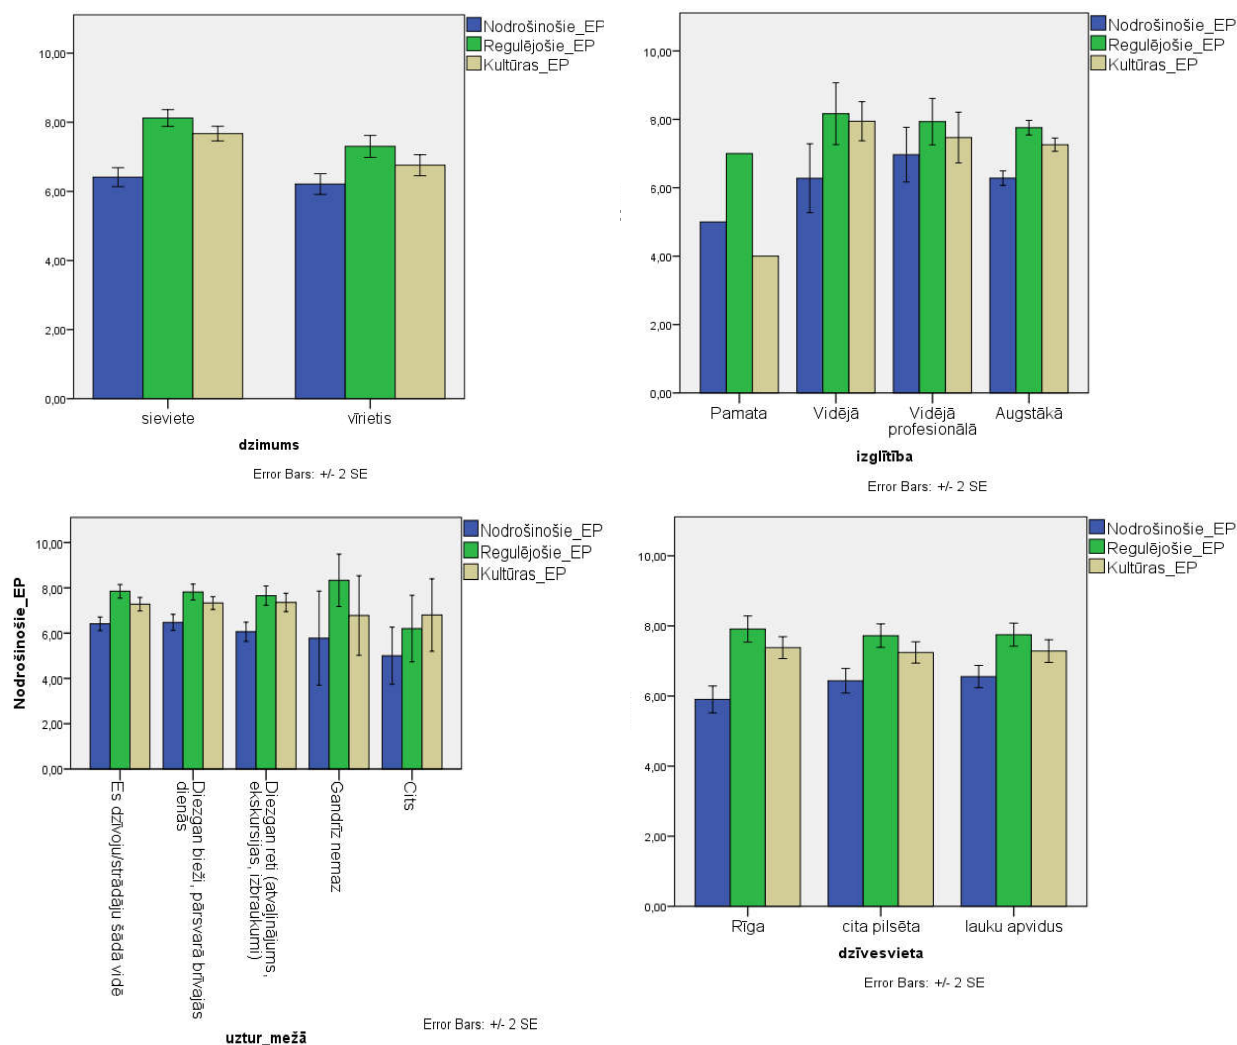 10,00
8,00
6,00
4,00
2,00
0,00
sieviete
vīrietis
dzimums
Error Bars: +/- 2 SE
Nodrošinošie_EP
Regulējošie_EP
Kultūras_EP
10,00
8,00
6,00
4,00
2,00
0,00
Pamata
Vidējā
Vidējā
profesionālā
Augstākā
izglītība
Error Bars: +/- 2 SE
Nodrošinošie_EP
Regulējošie_EP
Kultūras_EP
Nodrošinošie_EP
10,00
8,00
6,00
4,00
2,00
0,00
Es dzīvoju/strādāju šādā vidē
Diezgan bieži, pārsvarā brīvajās
dienās
Diezgan reti (atvaļinājums,
ekskursijas, izbraukumi)
Gandrīz nemaz
Cits
uztur_mežā
Error Bars: +/- 2 SE
Nodrošinošie_EP
Regulējošie_EP
Kultūras_EP
10,00
8,00
6,00
4,00
2,00
0,00
Rīga
cita pilsēta
lauku apvidus
dzīvesvieta
Error Bars: +/- 2 SE
Nodrošinošie_EP
Regulējošie_EP
Kultūras_EP